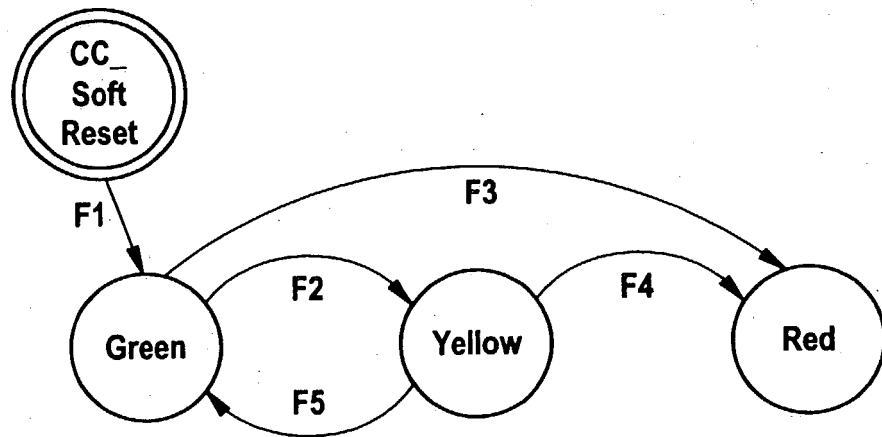 CC_
Soft
Reset
F1
F3
F2
F4
Green
Yellow
Red
F5